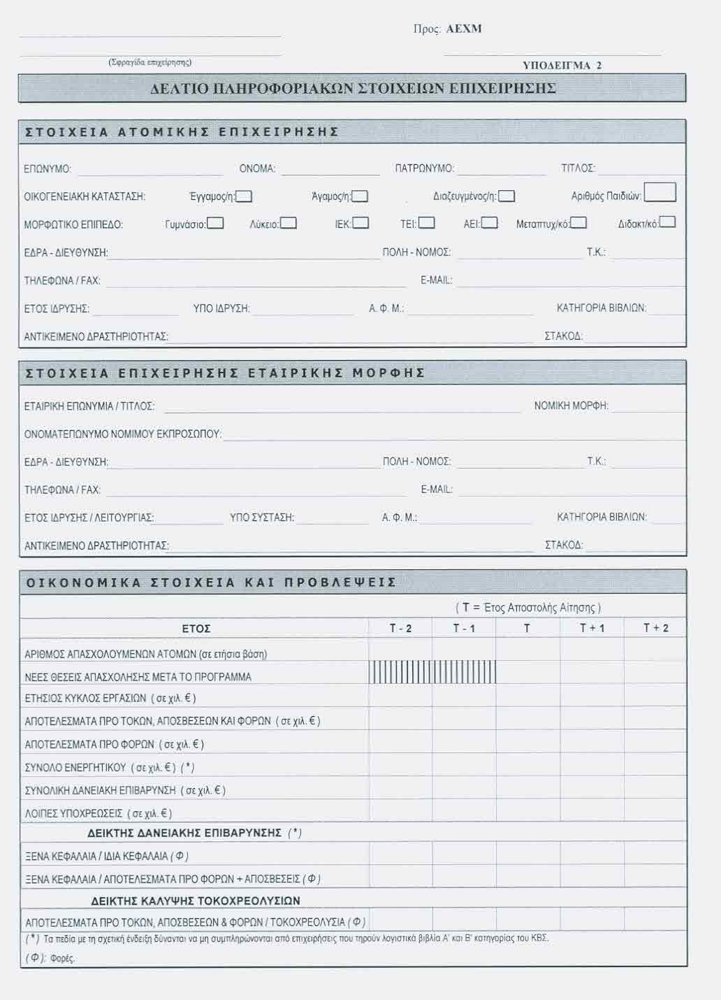 Προς: ΑΕΧΜ
(Σφραγίδα επιχείρησης)
ΥΠΟΔΕΙΓΜΑ 2
ΔΕΛΤΙΟ ΠΛΗΡΟΦΟΡΙΑΚΩΝ ΣΤΟΙΧΕΙΩΝ ΕΠΙΧΕΙΡΗΣΗΣ
ΣΤΟΙΧΕΙΑ ΑΤΟΜΙΚΗΣ ΕΠΙΧΕΙΡΗΣΗΣ
ΕΠΩΝΥΜΟ: ΟΝΟΜΑ: ΠΑΤΡΩΝΥΜΟ: ΤΙΤΛΟΣ:
ΟΙΚΟΓΕΝΕΙΑΚΗ ΚΑΤΑΣΤΑΣΗ: Έγγαμος/η: Άγαμος/η: Διαζευγμένος/η: Αριθμός Παιδιών:
ΜΟΡΦΩΤΙΚΟ ΕΠΙΠΕΔΟ: Γυμνάσιο: Λύκειο: ΙΕΚ: ΤΕΙ: ΑΕΙ: Μεταπτυχ/κό: Διδακτ/κό:
ΕΔΡΑ - ΔΙΕΥΘΥΝΣΗ: ΠΟΛΗ - ΝΟΜΟΣ: Τ.Κ.:
ΤΗΛΕΦΩΝΑ / FAX: E-MAIL:
ΕΤΟΣ ΙΔΡΥΣΗΣ: ΥΠΟ ΙΔΡΥΣΗ: Α. Φ. Μ.: ΚΑΤΗΓΟΡΙΑ ΒΙΒΛΙΩΝ:
ΑΝΤΙΚΕΙΜΕΝΟ ΔΡΑΣΤΗΡΙΟΤΗΤΑΣ: ΣΤΑΚΟΔ:
ΣΤΟΙΧΕΙΑ ΕΠΙΧΕΙΡΗΣΗΣ ΕΤΑΙΡΙΚΗΣ ΜΟΡΦΗΣ
ΕΤΑΙΡΙΚΗ ΕΠΩΝΥΜΙΑ / ΤΙΤΛΟΣ: ΝΟΜΙΚΗ ΜΟΡΦΗ:
ΟΝΟΜΑΤΕΠΩΝΥΜΟ ΝΟΜΙΜΟΥ ΕΚΠΡΟΣΩΠΟΥ:
ΕΔΡΑ - ΔΙΕΥΘΥΝΣΗ: ΠΟΛΗ - ΝΟΜΟΣ: Τ.Κ.:
ΤΗΛΕΦΩΝΑ / FAX: E-MAIL:
ΕΤΟΣ ΙΔΡΥΣΗΣ / ΛΕΙΤΟΥΡΓΙΑΣ: ΥΠΟ ΣΥΣΤΑΣΗ: Α. Φ. Μ.: ΚΑΤΗΓΟΡΙΑ ΒΙΒΛΙΩΝ:
ΑΝΤΙΚΕΙΜΕΝΟ ΔΡΑΣΤΗΡΙΟΤΗΤΑΣ: ΣΤΑΚΟΔ:
ΟΙΚΟΝΟΜΙΚΑ ΣΤΟΙΧΕΙΑ ΚΑΙ ΠΡΟΒΛΕΨΕΙΣ
( Τ = Έτος Αποστολής Αίτησης )
ΕΤΟΣ Τ - 2 Τ - 1 Τ Τ + 1 Τ + 2
ΑΡΙΘΜΟΣ ΑΠΑΣΧΟΛΟΥΜΕΝΩΝ ΑΤΟΜΩΝ (σε ετήσια βάση)
ΝΕΕΣ ΘΕΣΕΙΣ ΑΠΑΣΧΟΛΗΣΗΣ ΜΕΤΑ ΤΟ ΠΡΟΓΡΑΜΜΑ
ΕΤΗΣΙΟΣ ΚΥΚΛΟΣ ΕΡΓΑΣΙΩΝ ( σε χιλ. € )
ΑΠΟΤΕΛΕΣΜΑΤΑ ΠΡΟ ΤΟΚΩΝ, ΑΠΟΣΒΕΣΕΩΝ ΚΑΙ ΦΟΡΩΝ ( σε χιλ. € )
ΑΠΟΤΕΛΕΣΜΑΤΑ ΠΡΟ ΦΟΡΩΝ ( σε χιλ. € )
ΣΥΝΟΛΟ ΕΝΕΡΓΗΤΙΚΟΥ ( σε χιλ. € ) ( * )
ΣΥΝΟΛΙΚΗ ΔΑΝΕΙΑΚΗ ΕΠΙΒΑΡΥΝΣΗ ( σε χιλ. € )
ΛΟΙΠΕΣ ΥΠΟΧΡΕΩΣΕΙΣ ( σε χιλ. € )
ΔΕΙΚΤΗΣ ΔΑΝΕΙΑΚΗΣ ΕΠΙΒΑΡΥΝΣΗΣ ( * )
ΞΕΝΑ ΚΕΦΑΛΑΙΑ / ΙΔΙΑ ΚΕΦΑΛΑΙΑ ( Φ )
ΞΕΝΑ ΚΕΦΑΛΑΙΑ / ΑΠΟΤΕΛΕΣΜΑΤΑ ΠΡΟ ΦΟΡΩΝ + ΑΠΟΣΒΕΣΕΙΣ ( Φ )
ΔΕΙΚΤΗΣ ΚΑΛΥΨΗΣ ΤΟΚΟΧΡΕΟΛΥΣΙΩΝ
ΑΠΟΤΕΛΕΣΜΑΤΑ ΠΡΟ ΤΟΚΩΝ, ΑΠΟΣΒΕΣΕΩΝ & ΦΟΡΩΝ / ΤΟΚΟΧΡΕΟΛΥΣΙΑ ( Φ )
( * ) Τα πεδία με τη σχετική ένδειξη δύνανται να μη συμπληρώνονται από επιχειρήσεις που τηρούν λογιστικά βιβλία Α' και Β' κατηγορίας του ΚΒΣ.
( Φ ): Φορές.